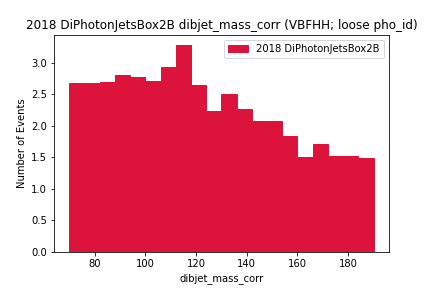 2018 DiPhotonJetsBox2B dibjet_mass_corr (VBFHH; loose pho_id)
2018 DiPhotonJetsBox2B
Number of Events
3.0
2.5
2.0
1.5
1.0
0.5
0.0
80 100 120 140 160 180
dibjet_mass_corr